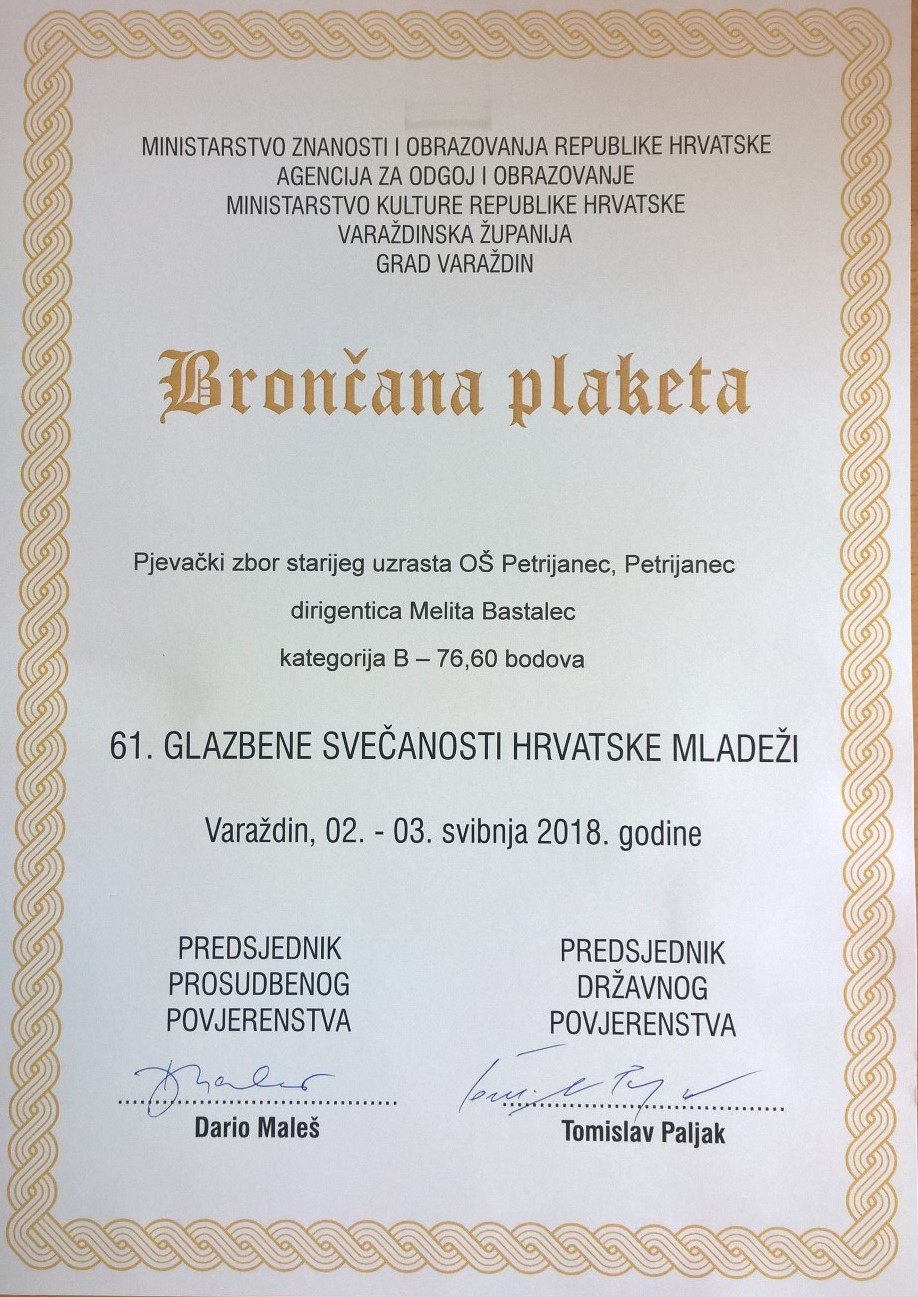 MINISTARSTVO ZNANOSTI I OBRAZOVANJA REPUBLIKE HRVATSKE
AGENCIJA ZA ODGOJ I OBRAZOVANJE
MINISTARSTVO KULTURE REPUBLIKE HRVATSKE
VARAŽDINSKA ŽUPANIJA
GRAD VARAŽDIN
Brončana plaketa
Pjevački zbor starijeg uzrasta OŠ Petrijanec, Petrijanec
dirigentica Melita Bastalec
kategorija B – 76,60 bodova
61. GLAZBENE SVEČANOSTI HRVATSKE MLADEŽI
Varaždin, 02. - 03. svibnja 2018. godine
PREDSJEDNIK
PROSUDBENOG
POVJERENSTVA
Dario Maleš
PREDSJEDNIK
DRŽAVNOG
POVJERENSTVA
Tomislav Paljak